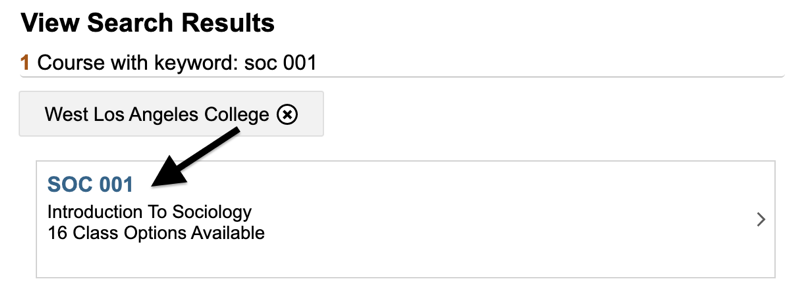 View Search Results
1 Course with keyword: soc 001
West Los Angeles College
SOC 001
Introduction To Sociology
16 Class Options Available